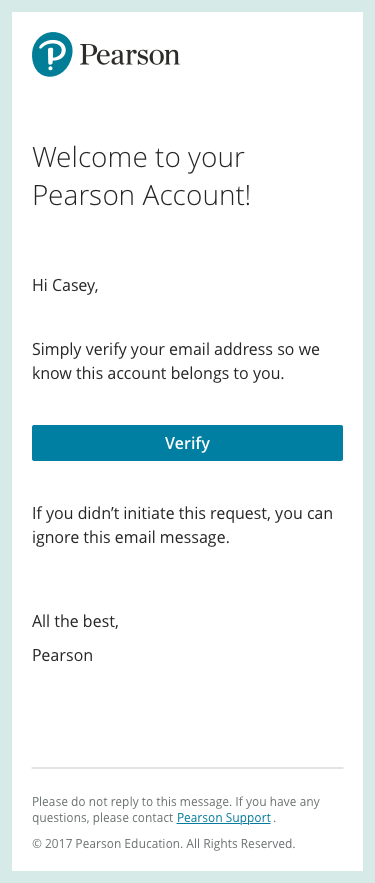 Pearson
Welcome to your
Pearson Account!
Hi Casey,
Simply verify your email address so we
know this account belongs to you.
Verify
If you didn’t initiate this request, you can
ignore this email message.
All the best,
Pearson
Please do not reply to this message. If you have any
questions, please contact Pearson Support .
© 2017 Pearson Education. All Rights Reserved.